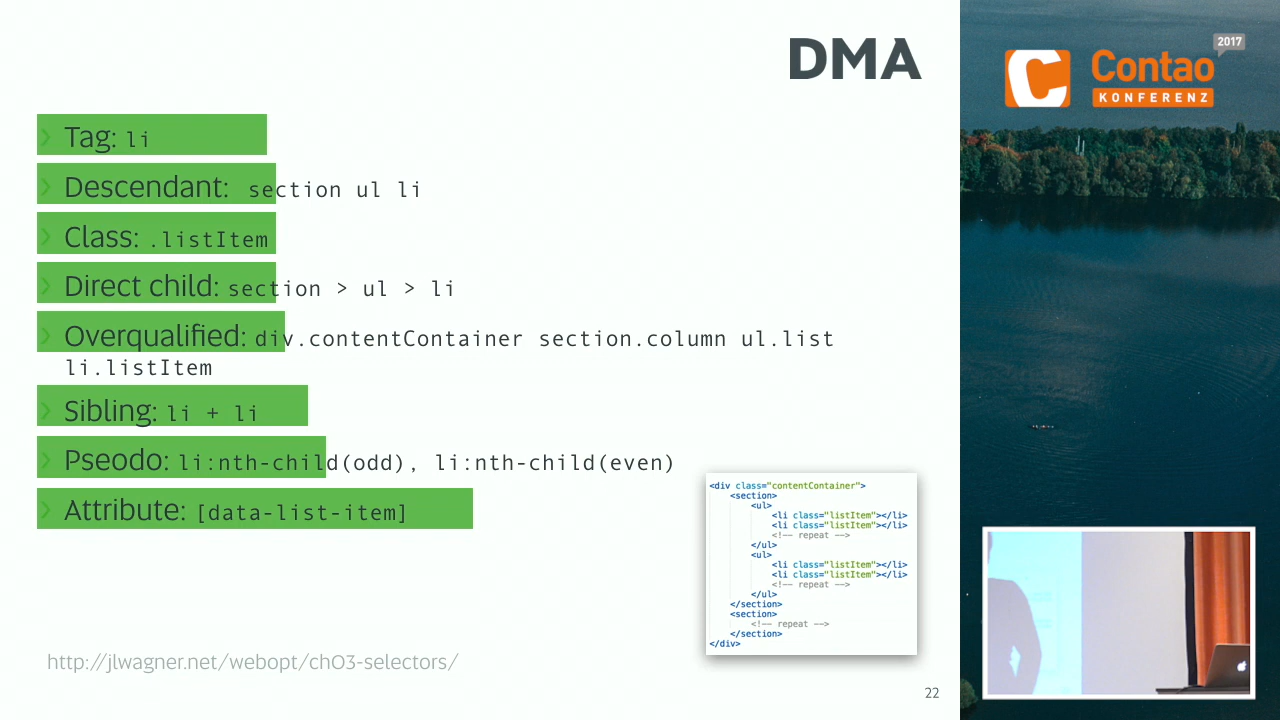 DMA
2017
Contao
KONFERENZ
Tag: li
Descendant: section ul li
Class: .listItem
Direct child: section > ul > li
Overqualified: div.contentContainer section.column ul.list
li.listItem
Sibling: li + li
Pseodo: li:nth-child(odd), li:nth-child(even)
Attribute: [data-list-item]
<div class="contentContainer">
<section>
<ul>
<li class="listItem"></li>
<li class="listItem"></li>
<!-- repeat -->
</ul>
<ul>
<li class="listItem"></li>
<li class="listItem"></li>
<!-- repeat -->
</ul>
</section>
<section>
<!-- repeat -->
</section>
</div>
http://jlwagner.net/webopt/ch03-selectors/
22